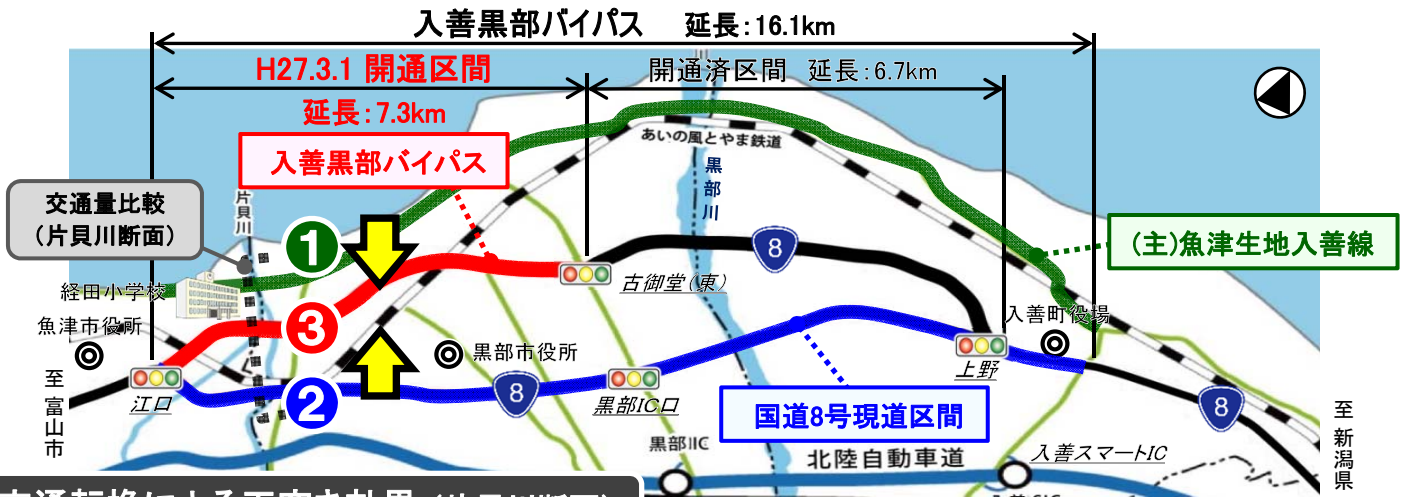 入善黒部バイパス 延長:16.1km
H27.3.1 開通区間
延長:7.3km
開通済区間 延長:6.7km
入善黒部バイパス
あいの風とやま鉄道
黒部川
片貝川
交通量比較
(片貝川断面)
1
8
(主)魚津生地入善線
経田小学校
古御堂(東)
3
魚津市役所
入善町役場
黒部市役所
上野
至富山市
江口
2
8
黒部IC口
国道8号現道区間
8
至新潟県
北陸自動車道
入善スマートIC